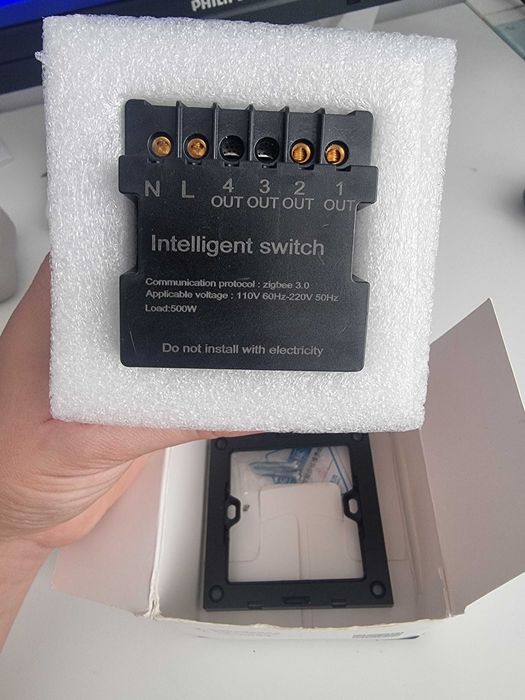 PHILIPS
N L 4 3 2 1
OUT OUT OUT OUT
Intelligent switch
Communication protocol : zigbee 3.0
Applicable voltage : 110V 60Hz-220V 50Hz
Load:500W
Do not install with electricity